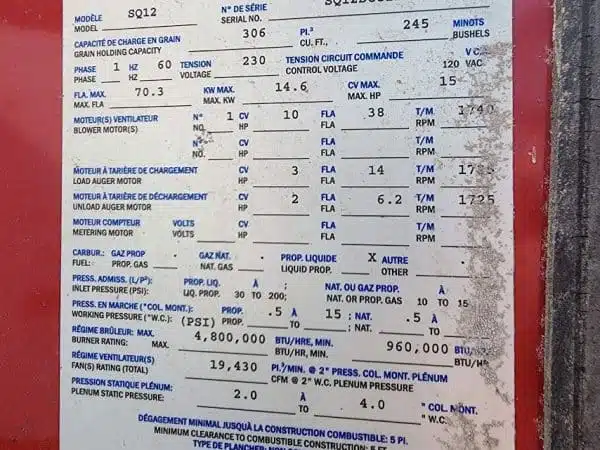 MODÈLE SQ12 N° DE SÉRIE
MODEL SERIAL NO.
CAPACITÉ DE CHARGE EN GRAIN 306 PI.³ 245 MINOTS
GRAIN HOLDING CAPACITY CU. FT., BUSHELS
PHASE 1 HZ 60 TENSION 230 TENSION CIRCUIT COMMANDE V C.
PHASE HZ VOLTAGE CONTROL VOLTAGE 120 VAC
FLA. MAX. 70.3 KW MAX. 14.6 CV MAX. 15
MAX. FLA MAX. KW MAX. HP
MOTEUR(S) VENTILATEUR N° 1 CV 10 FLA 38 T/M 1740
BLOWER MOTOR(S) NO. HP FLA RPM
N° CV FLA T/M
NO. HP FLA RPM
MOTEUR À TARIÈRE DE CHARGEMENT CV 3 FLA 14 T/M
LOAD AUGER MOTOR HP FLA RPM
MOTEUR À TARIÈRE DE DÉCHARGEMENT CV 2 FLA 6.2 T/M 1725
UNLOAD AUGER MOTOR HP FLA RPM
MOTEUR COMPTEUR VOLTS CV FLA T/M
METERING MOTOR VOLTS HP FLA RPM
CARBUR.: GAZ PROP GAZ NAT. PROP. LIQUIDE X AUTRE
FUEL: PROP. GAS NAT. GAS LIQUID PROP. OTHER
PRESS. ADMISS. (L/P²): PROP. LIQ. À ; NAT. OU GAZ PROP. À
INLET PRESSURE (PSI): LIQ. PROP. 30 TO 200; NAT. OR PROP. GAS 10 TO 15
PRESS. EN MARCHE ("COL. MONT.): PROP. .5 À 15 ; NAT. .5 À
WORKING PRESSURE ("W.C.): (PSI) PROP. TO ; NAT. TO
RÉGIME BRÛLEUR: MAX. 4,800,000 BTU/HRE, MIN. 960,000
BURNER RATING: MAX. BTU/HR, MIN.
RÉGIME VENTILATEUR(S) 19,430 PI.³/MIN. @ 2" PRESS. COL. MONT. PLÉNUM
FAN(S) RATING (TOTAL) CFM @ 2" W.C. PLENUM PRESSURE
PRESSION STATIQUE PLÉNUM: 2.0 À 4.0 " COL. MONT.
PLENUM STATIC PRESSURE: TO " W.C.
DÉGAGEMENT MINIMAL JUSQU'À LA CONSTRUCTION COMBUSTIBLE: 5 PI.
MINIMUM CLEARANCE TO COMBUSTIBLE CONSTRUCTION: 5 FT.
TYPE DE PLANCHER: